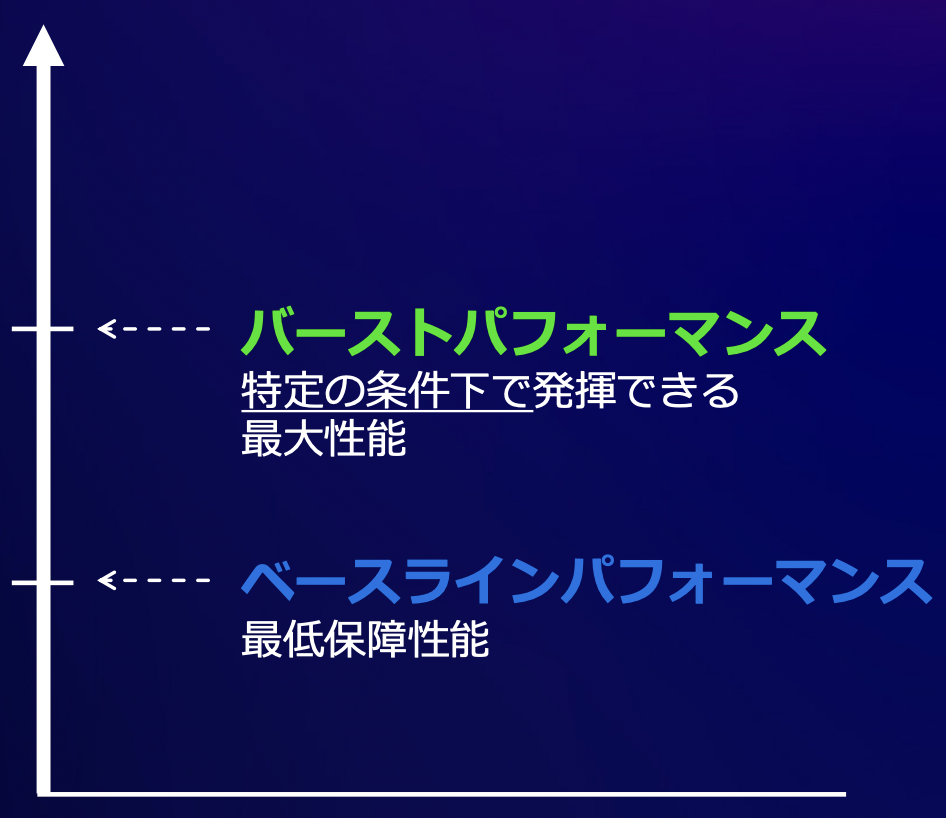 バーストパフォーマンス
特定の条件下で発揮できる
最大性能
ベースラインパフォーマンス
最低保障性能